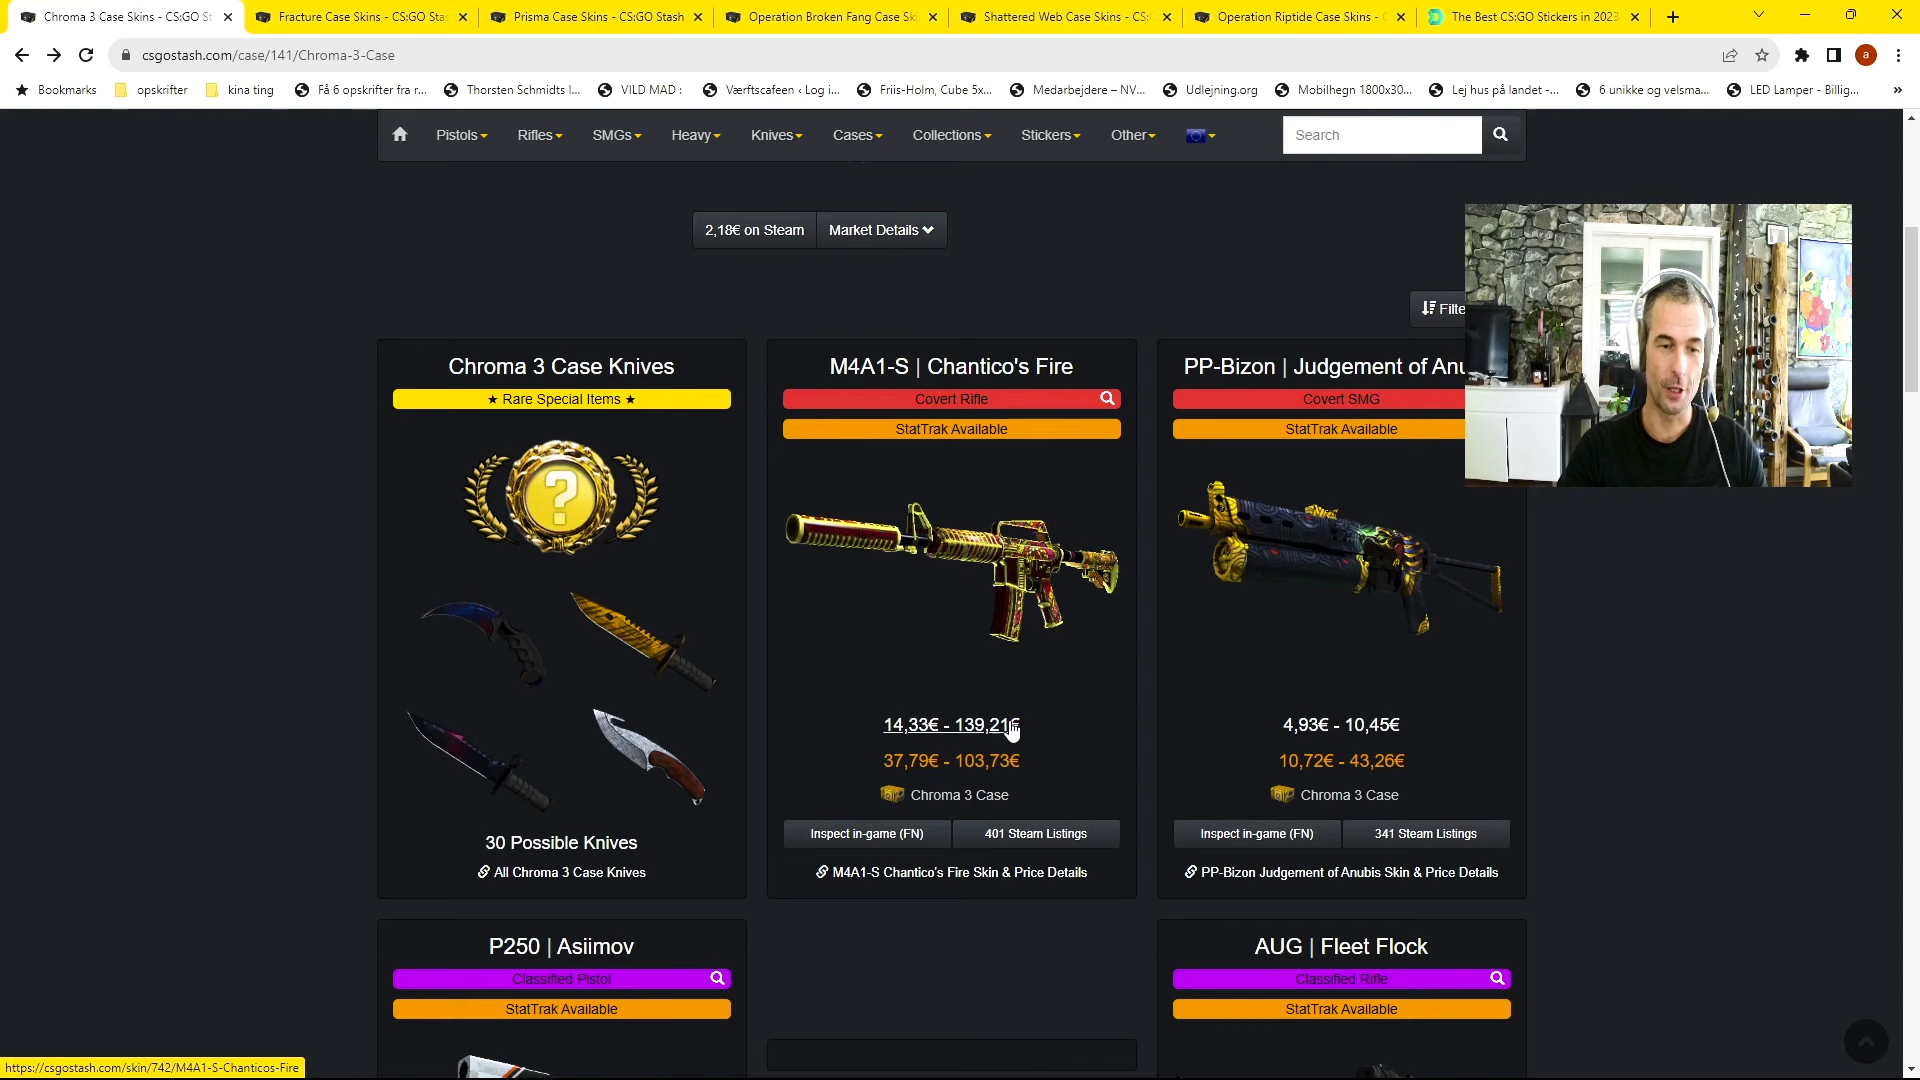 Chroma 3 Case Skins - CS:GO St
Fracture Case Skins - CS:GO Stas
Prisma Case Skins - CS:GO Stash
Operation Broken Fang Case Ski
Shattered Web Case Skins - CS:G
Operation Riptide Case Skins - C
The Best CS:GO Stickers in 2023
csgostash.com/case/141/Chroma-3-Case
a
Bookmarks
opskrifter
kina ting
Få 6 opskrifter fra r...
Thorsten Schmidts l...
VILD MAD :
Værftscafeen ‹ Log i...
Friis-Holm, Cube 5x...
Medarbejdere – NV...
Udlejning.org
Mobilhegn 1800x30...
Lej hus på landet -...
6 unikke og velsma...
LED Lamper - Billig...
»
Pistols
Rifles
SMGs
Heavy
Knives
Cases
Collections
Stickers
Other
Search
2,18€ on Steam
Market Details
Filte
Chroma 3 Case Knives
★ Rare Special Items ★
?
30 Possible Knives
All Chroma 3 Case Knives
M4A1-S | Chantico's Fire
Covert Rifle
StatTrak Available
14,33€ - 139,21€
37,79€ - 103,73€
Chroma 3 Case
Inspect in-game (FN)
401 Steam Listings
M4A1-S Chantico's Fire Skin & Price Details
PP-Bizon | Judgement of Anu
Covert SMG
StatTrak Available
4,93€ - 10,45€
10,72€ - 43,26€
Chroma 3 Case
Inspect in-game (FN)
341 Steam Listings
PP-Bizon Judgement of Anubis Skin & Price Details
P250 | Asiimov
Classified Pistol
StatTrak Available
AUG | Fleet Flock
Classified Rifle
StatTrak Available
https://csgostash.com/skin/742/M4A1-S-Chanticos-Fire